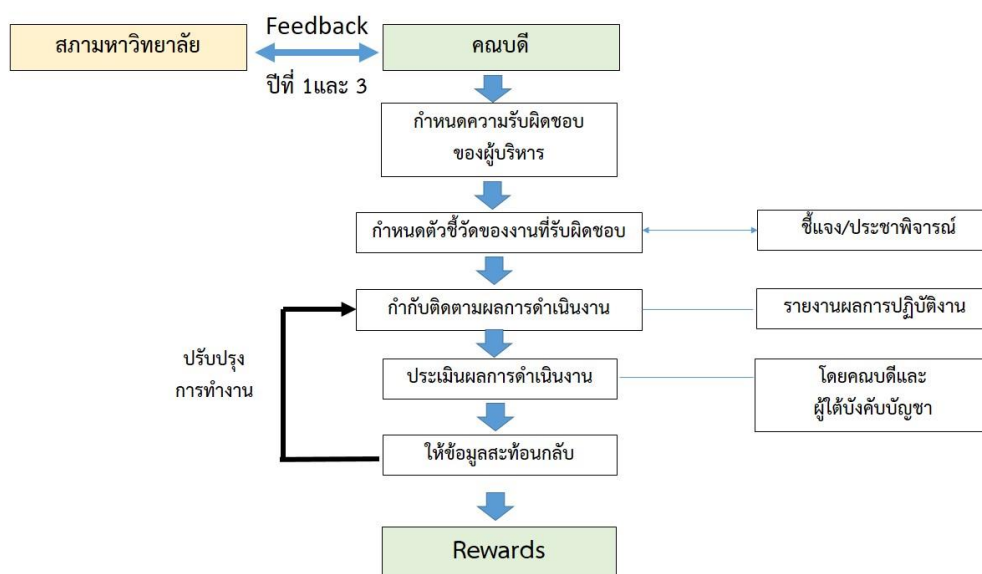 สภามหาวิทยาลัย
Feedback
ปีที่ 1และ 3
คณบดี
กำหนดความรับผิดชอบ
ของผู้บริหาร
กำหนดตัวชี้วัดของงานที่รับผิดชอบ
ชี้แจง/ประชาพิจารณ์
กำกับติดตามผลการดำเนินงาน
รายงานผลการปฏิบัติงาน
ปรับปรุง
การทำงาน
ประเมินผลการดำเนินงาน
โดยคณบดีและ
ผู้ใต้บังคับบัญชา
ให้ข้อมูลสะท้อนกลับ
Rewards